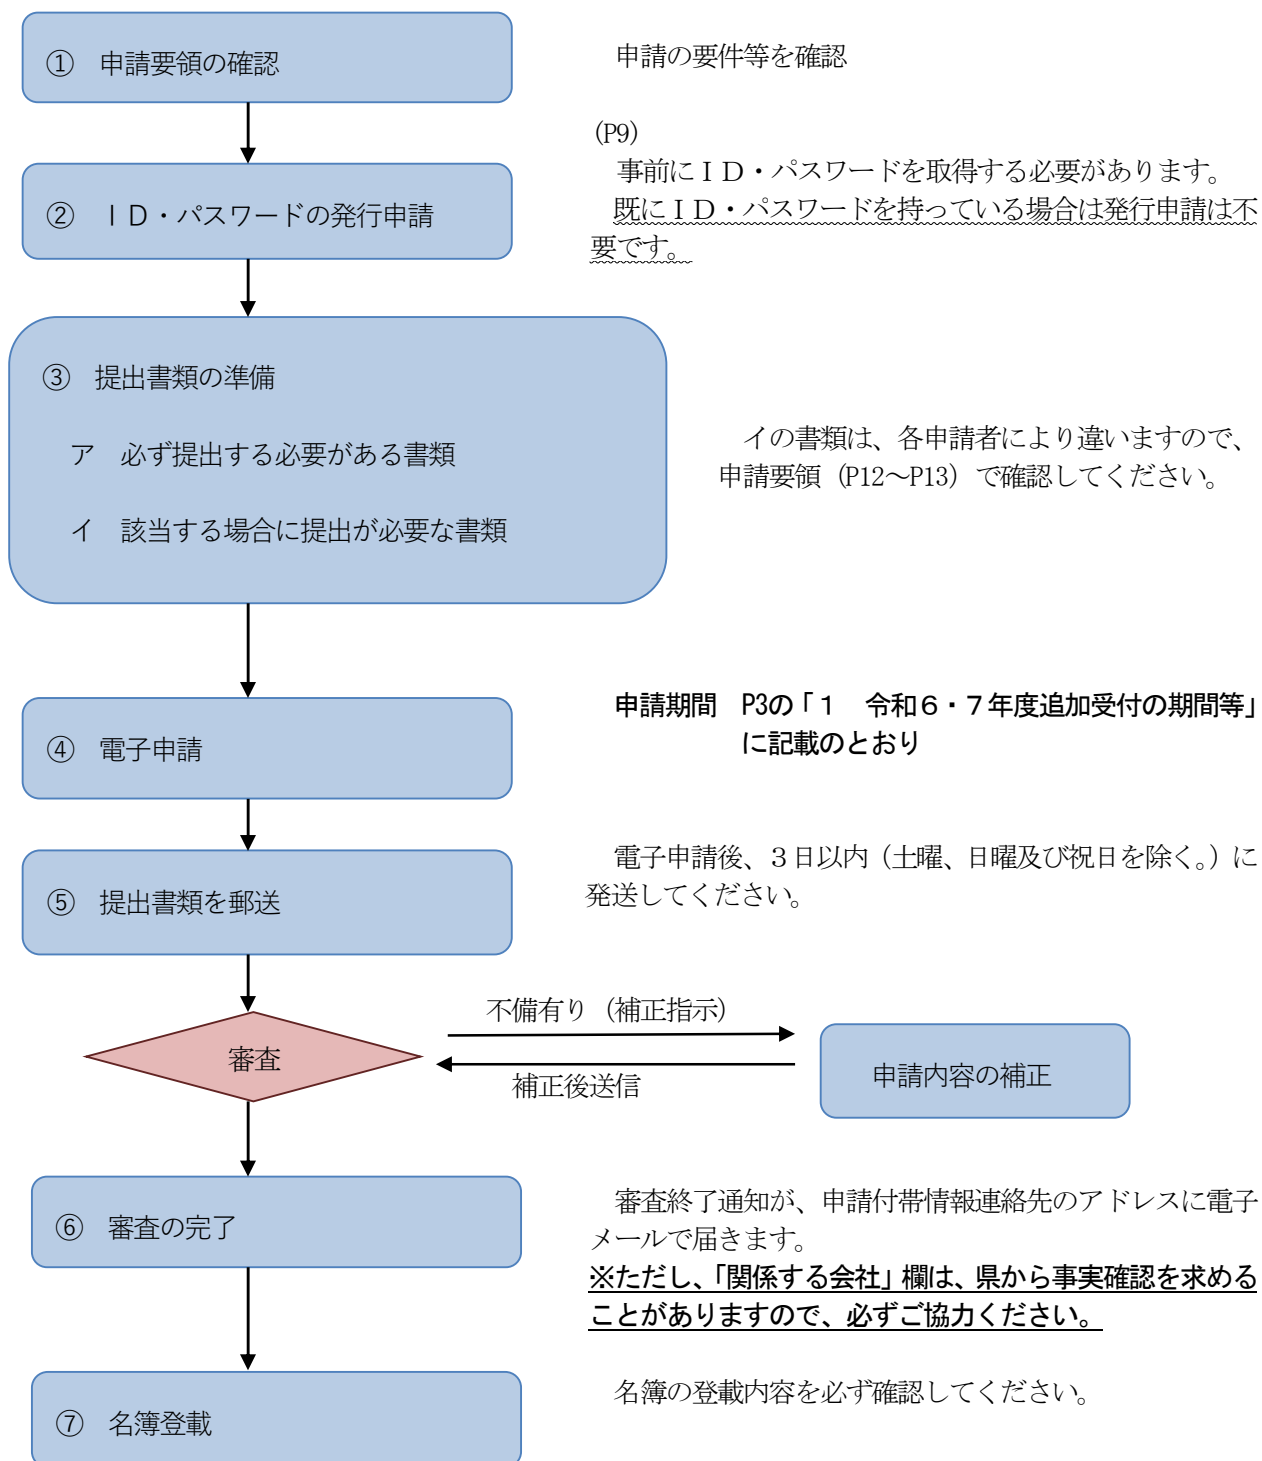 ① 申請要領の確認
申請の要件等を確認
(P9)
事前にＩＤ・パスワードを取得する必要があります。
既にＩＤ・パスワードを持っている場合は発行申請は不
要です。
② ＩＤ・パスワードの発行申請
③ 提出書類の準備
ア 必ず提出する必要がある書類
イ 該当する場合に提出が必要な書類
イの書類は、各申請者により違いますので、
申請要領（P12～P13）で確認してください。
④ 電子申請
申請期間 P3の「１ 令和６・７年度追加受付の期間等」
に記載のとおり
⑤ 提出書類を郵送
電子申請後、３日以内（土曜、日曜及び祝日を除く。）に
発送してください。
審査
不備有り（補正指示）
補正後送信
申請内容の補正
⑥ 審査の完了
審査終了通知が、申請付帯情報連絡先のアドレスに電子
メールで届きます。
※ただし、「関係する会社」欄は、県から事実確認を求める
ことがありますので、必ずご協力ください。
⑦ 名簿登載
名簿の登載内容を必ず確認してください。